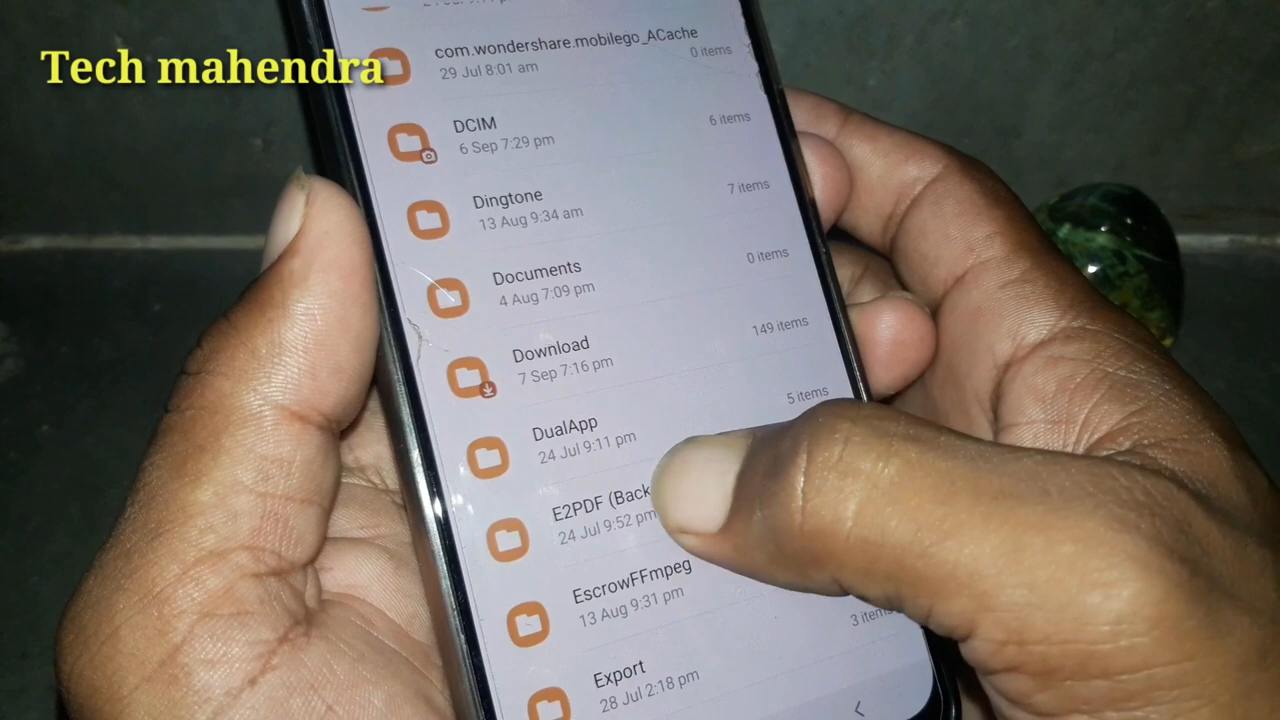 Tech mahendra
com.wondershare.mobilego_ACache
29 Jul 8:01 am
0 items
DCIM
6 Sep 7:29 pm
6 items
Dingtone
13 Aug 9:34 am
7 items
Documents
4 Aug 7:09 pm
0 items
Download
7 Sep 7:16 pm
149 items
DualApp
24 Jul 9:11 pm
5 items
E2PDF (Back
24 Jul 9:52 pm
EscrowFFmpeg
13 Aug 9:31 pm
3 items
Export
28 Jul 2:18 pm